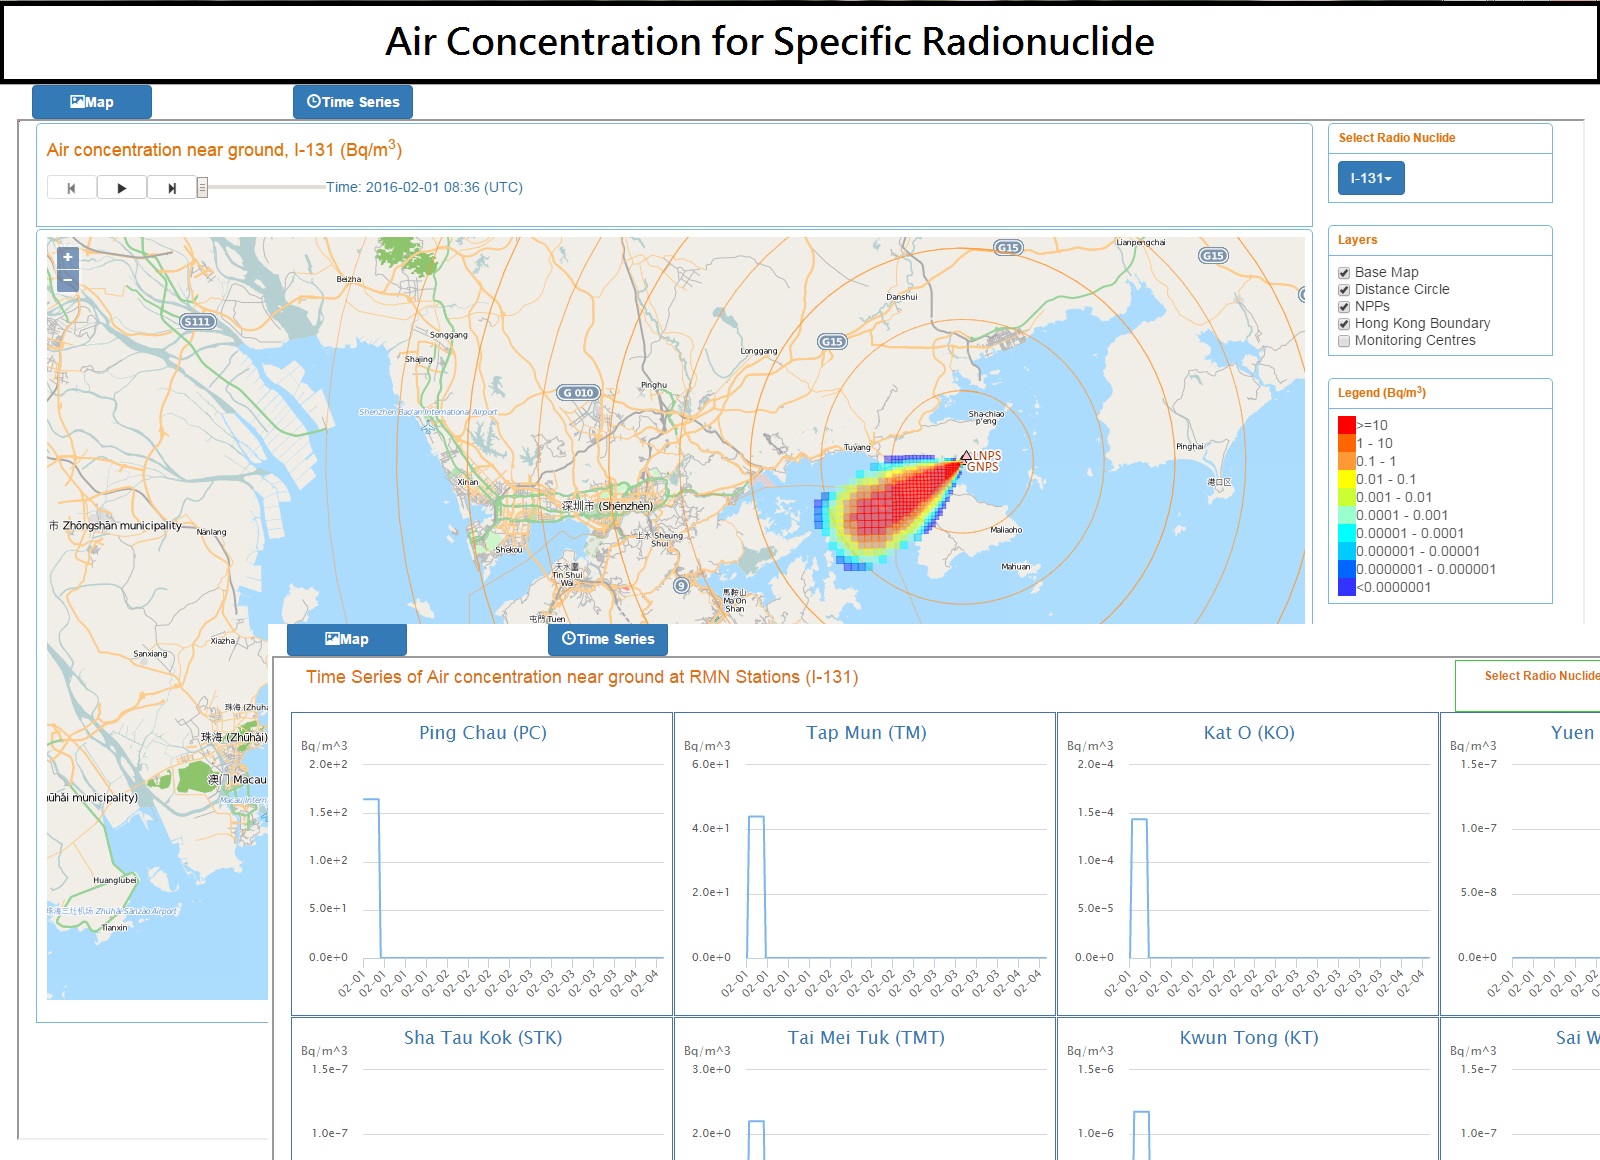 Air Concentration for Specific Radionuclide
Map
Time Series
Air concentration near ground, I-131 (Bq/m³)
Time: 2016-02-01 08:36 (UTC)
Select Radio Nuclide
I-131
Layers
Base Map
Distance Circle
NPPs
Hong Kong Boundary
Monitoring Centres
Legend (Bq/m³)
>=10
1 - 10
0.1 - 1
0.01 - 0.1
0.001 - 0.01
0.0001 - 0.001
0.00001 - 0.0001
0.000001 - 0.00001
0.0000001 - 0.000001
<0.0000001
+
−
Lianpengchai
G15
G15
Beizha
Danshui
S111
Songgang
G15
Longgang
Shajing
Pinghu
G 010
Shenzhen Bao'an International Airport
Sha-chiao
p'eng
Tuyang
Pinghai
LNPS
GNPS
Xinan
港口区
深圳市 (Shēnzhèn)
市 Zhōngshān municipality)
Nanlang
Maliaoho
上水 Sheung
Shui
Shekou
天水圍
Tin Shui
Wai
Mahuan
9
馬鞍山
Ma On
Shan
屯門 Tuen
Xiazha
Sanxiang
珠海 (Zhuha
珠海 (Zhūhǎi)
澳门 Macau
ūhǎi municipality)
Macau Intern
Huanglubei
珠海三灶机场 Zhūhǎi Sānzào Airport
Tianxin
Map
Time Series
Time Series of Air concentration near ground at RMN Stations (I-131)
Select Radio Nuclide
Ping Chau (PC)
Bq/m^3
2.0e+2
1.5e+2
1.0e+2
5.0e+1
0.0e+0
02-01 02-01 02-01 02-01 02-02 02-02 02-02 02-02 02-03 02-03 02-03 02-03 02-04 02-04
Tap Mun (TM)
Bq/m^3
6.0e+1
4.0e+1
2.0e+1
0.0e+0
02-01 02-01 02-01 02-01 02-02 02-02 02-02 02-02 02-03 02-03 02-03 02-03 02-04 02-04
Kat O (KO)
Bq/m^3
2.0e-4
1.5e-4
1.0e-4
5.0e-5
0.0e+0
02-01 02-01 02-01 02-01 02-02 02-02 02-02 02-02 02-03 02-03 02-03 02-03 02-04 02-04
Yuen
Bq/m^3
1.5e-7
1.0e-7
5.0e-8
0.0e+0
02-01 02-01 02-01 02-01 02-02
Sha Tau Kok (STK)
Bq/m^3
1.5e-7
1.0e-7
Tai Mei Tuk (TMT)
Bq/m^3
3.0e+0
2.0e+0
Kwun Tong (KT)
Bq/m^3
1.5e-6
1.0e-6
Sai W
Bq/m^3
1.5e-7
1.0e-7